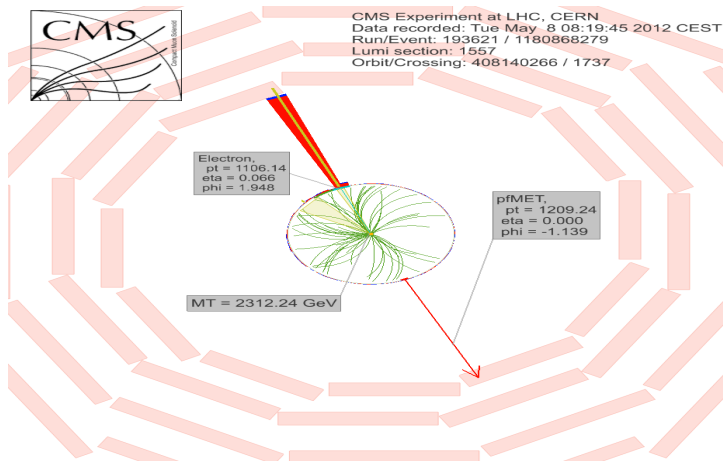 CMS
Compact Muon Solenoid
CMS Experiment at LHC, CERN
Data recorded: Tue May 8 08:19:45 2012 CEST
Run/Event: 193621 / 1180868279
Lumi section: 1557
Orbit/Crossing: 408140266 / 1737
Electron,
pt = 1106.14
eta = 0.066
phi = 1.948
pfMET,
pt = 1209.24
eta = 0.000
phi = -1.139
MT = 2312.24 GeV